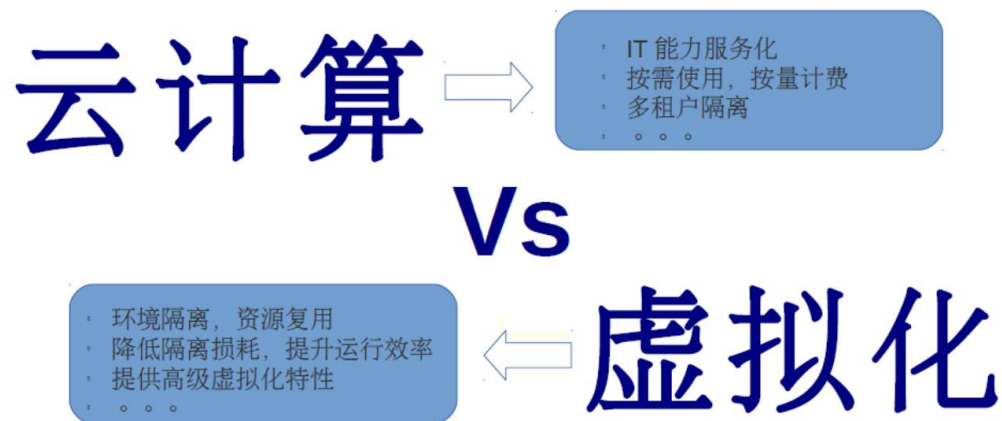 云计算
IT 能力服务化
按需使用，按量计费
多租户隔离
。。。
Vs
环境隔离，资源复用
降低隔离损耗，提升运行效率
提供高级虚拟化特性
。。。
虚拟化